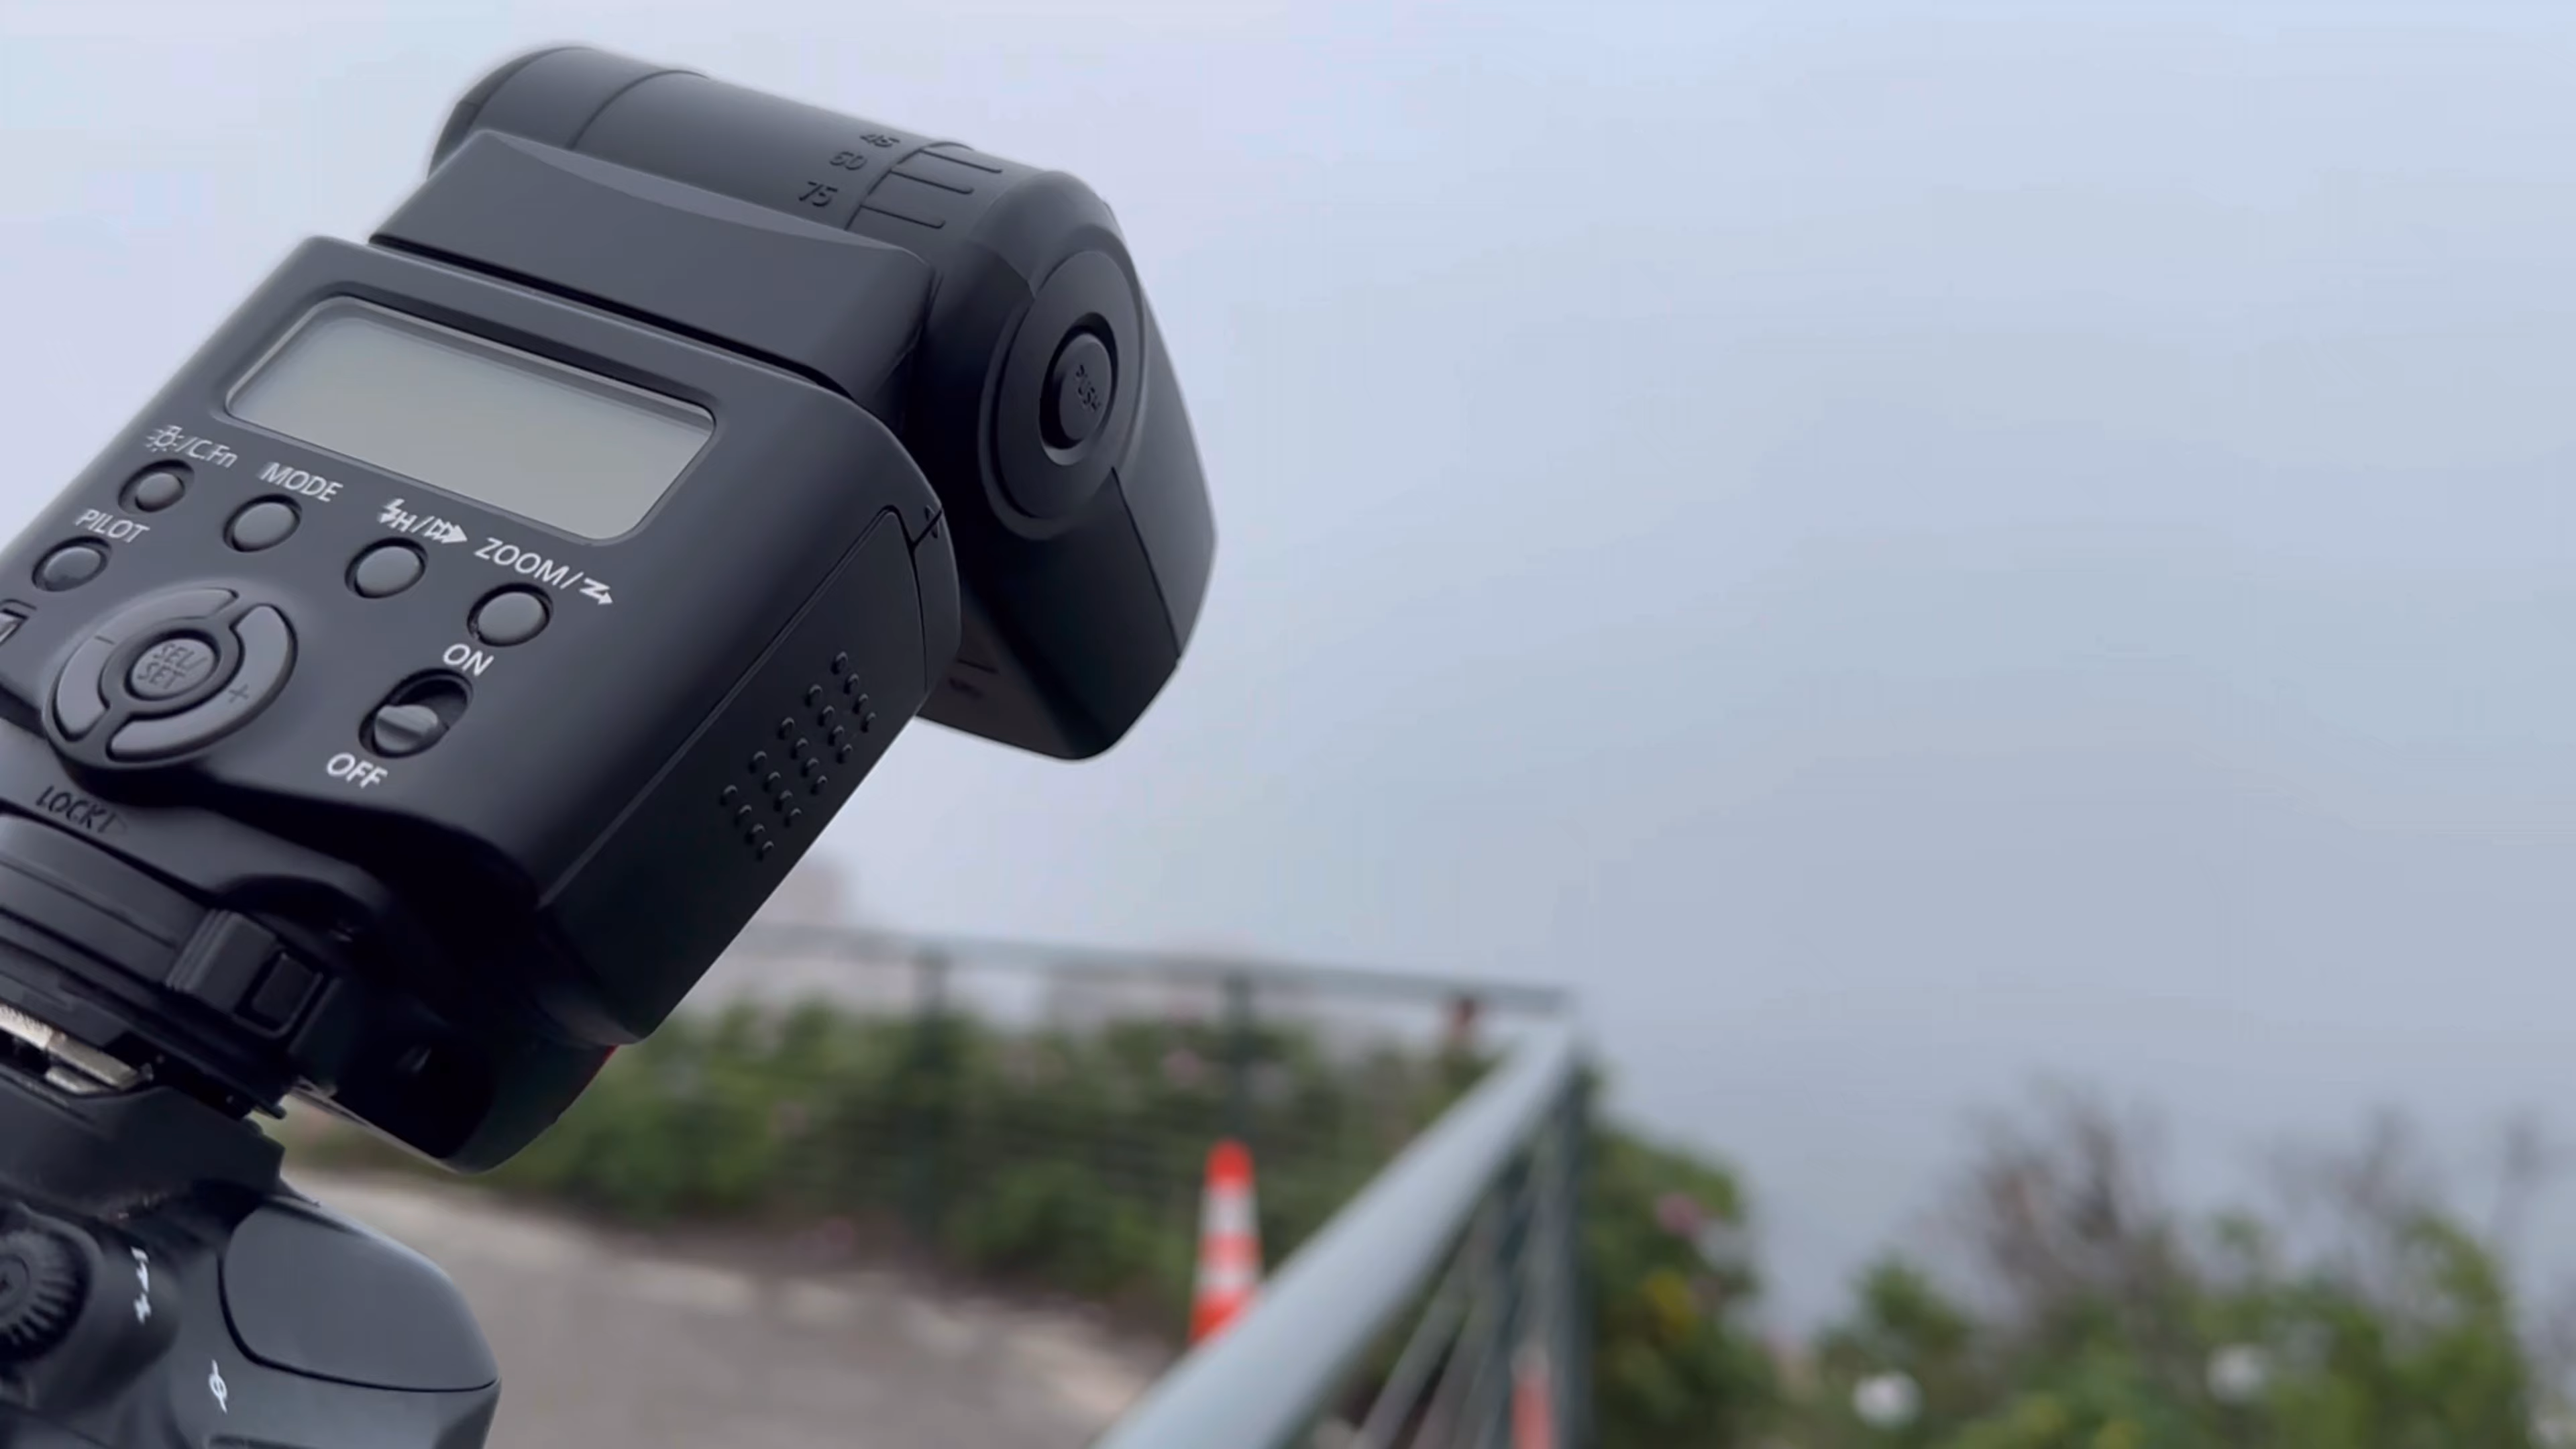 45
60
75
PUSH
/C.Fn
MODE
H/
ZOOM/
PILOT
SEL/
SET
-
+
ON
OFF
LOCK